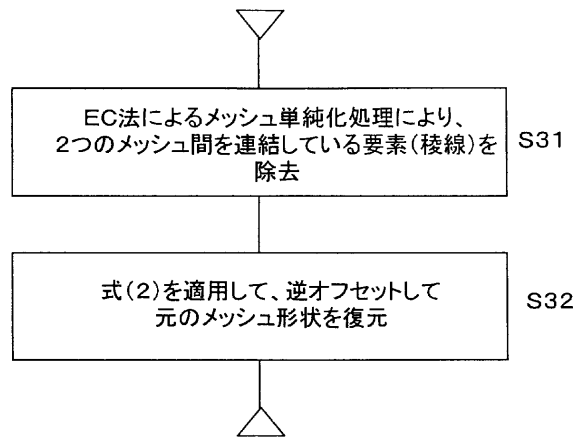 EC法によるメッシュ単純化処理により、
2つのメッシュ間を連結している要素(稜線)を
除去
S31
式(2)を適用して、逆オフセットして
元のメッシュ形状を復元
S32